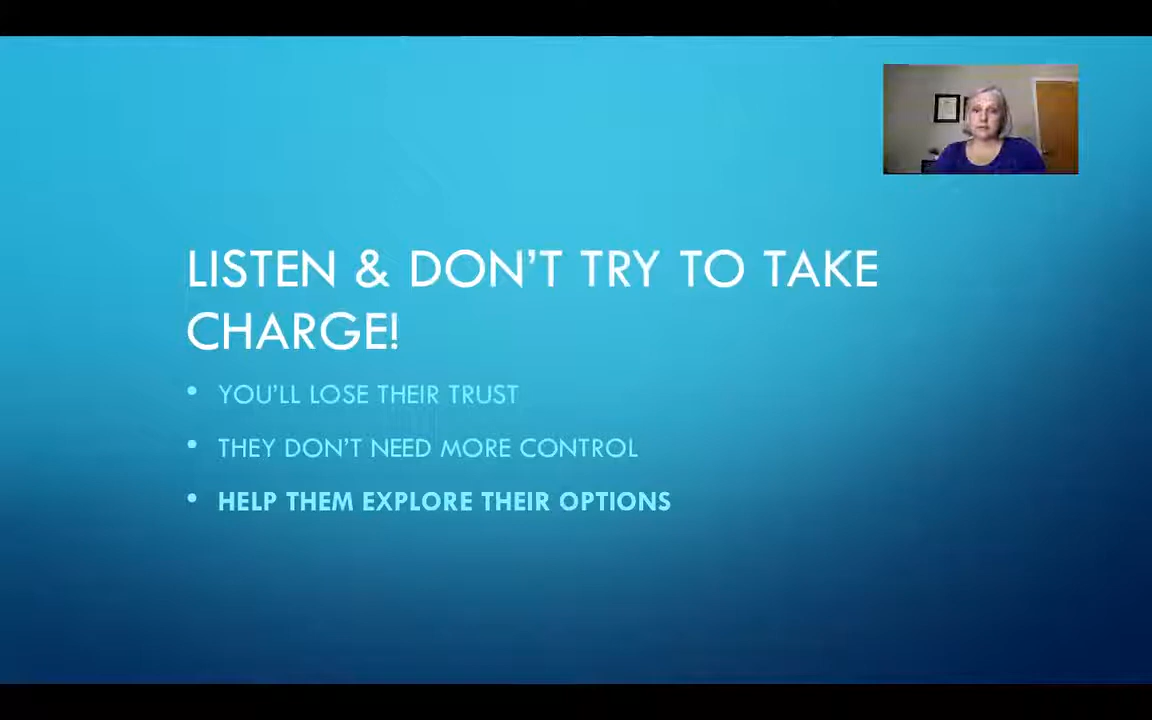 LISTEN & DON'T TRY TO TAKE
CHARGE!
• YOU'LL LOSE THEIR TRUST
• THEY DON'T NEED MORE CONTROL
• HELP THEM EXPLORE THEIR OPTIONS